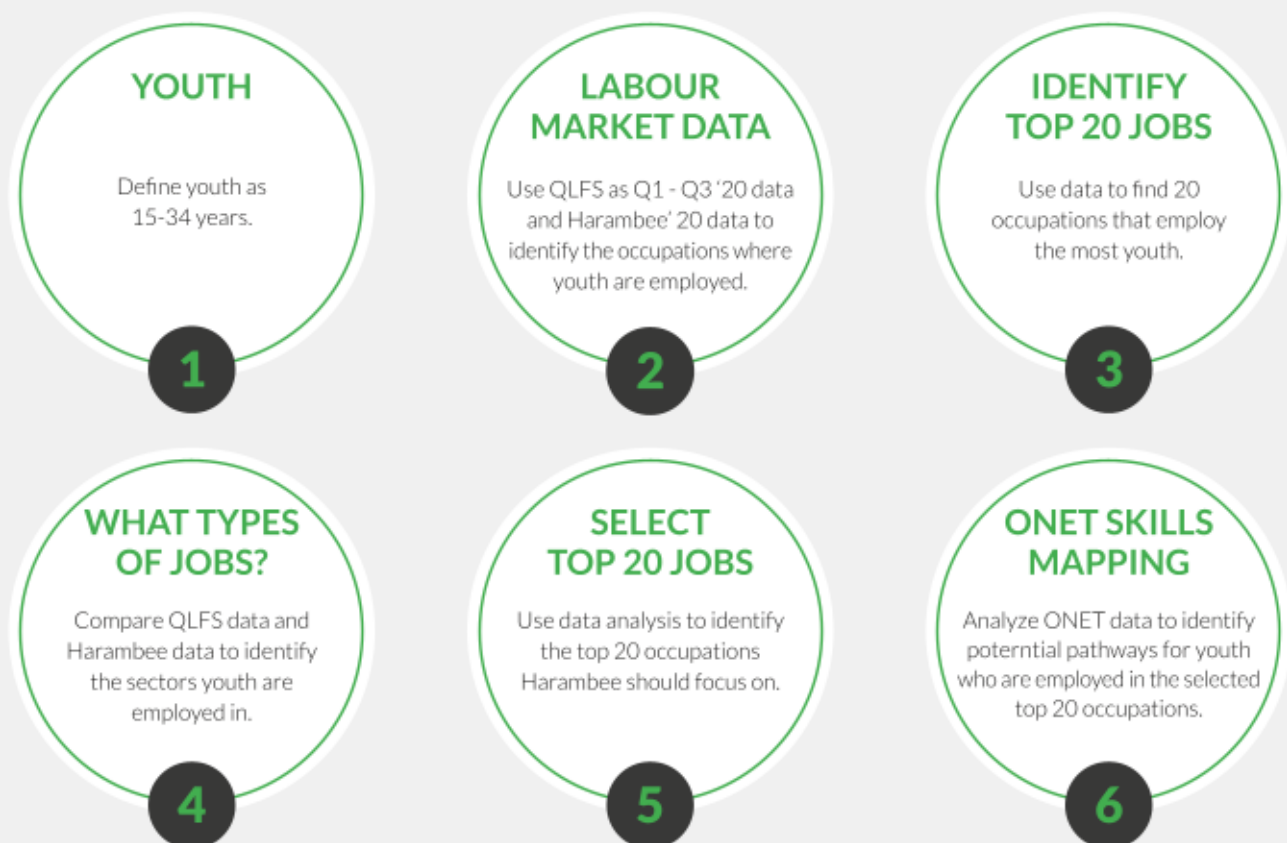 YOUTH
Define youth as
15-34 years.
1
LABOUR
MARKET DATA
Use QLFS as Q1 - Q3 ‘20 data
and Harambee‘ 20 data to
identify the occupations where
youth are employed.
2
IDENTIFY
TOP 20 JOBS
Use data to find 20
occupations that employ
the most youth.
3
WHAT TYPES
OF JOBS?
Compare QLFS data and
Harambee data to identify
the sectors youth are
employed in.
4
SELECT
TOP 20 JOBS
Use data analysis to identify
the top 20 occupations
Harambee should focus on.
5
ONET SKILLS
MAPPING
Analyze ONET data to identify
poterntial pathways for youth
who are employed in the selected
top 20 occupations.
6